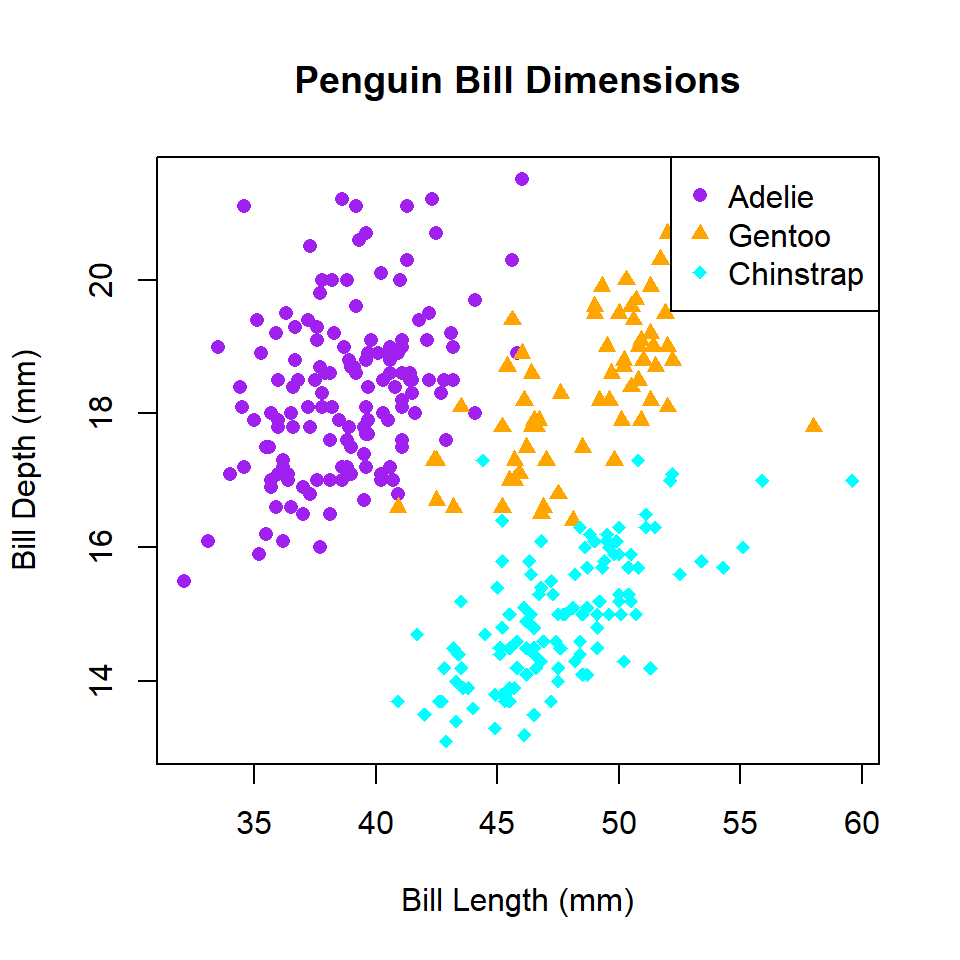 Penguin Bill Dimensions
Adelie
Gentoo
Chinstrap
Bill Depth (mm)
20
18
16
14
35 40 45 50 55 60
Bill Length (mm)